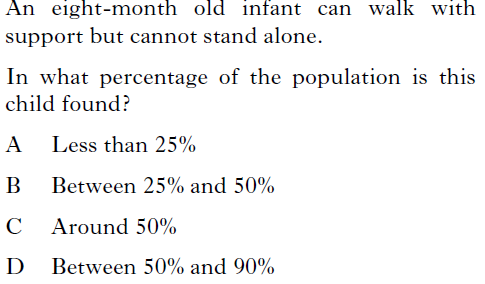 An eight-month old infant can walk with
support but cannot stand alone.
In what percentage of the population is this
child found?
A Less than 25%
B Between 25% and 50%
C Around 50%
D Between 50% and 90%